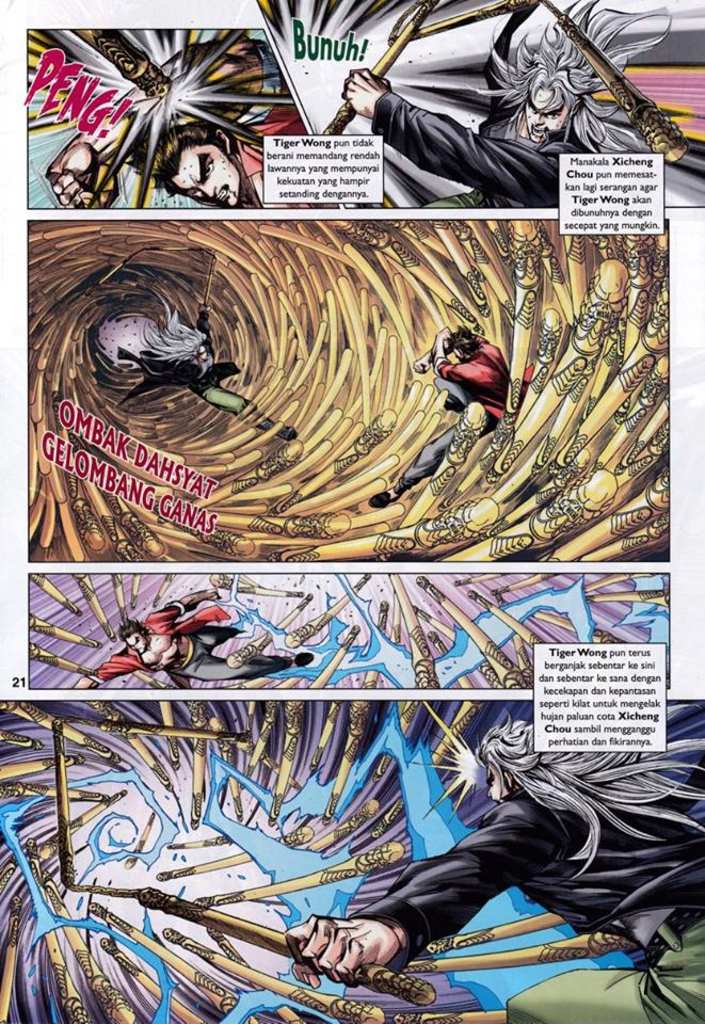 PENG!
Bunuh!
Tiger Wong pun tidak
berani memandang rendah
lawannya yang mempunyai
kekuatan yang hampir
setanding dengannya.
Manakala Xicheng
Chou pun memesat-
kan lagi serangan agar
Tiger Wong akan
dibunuhnya dengan
secepat yang mungkin.
OMBAK DAHSYAT
GELOMBANG GANAS
Tiger Wong pun terus
berganjak sebentar ke sini
dan sebentar ke sana dengan
kecekapan dan kepantasan
seperti kilat untuk mengelak
hujan paluan cota Xicheng
Chou sambil mengganggu
perhatian dan fikirannya.
21